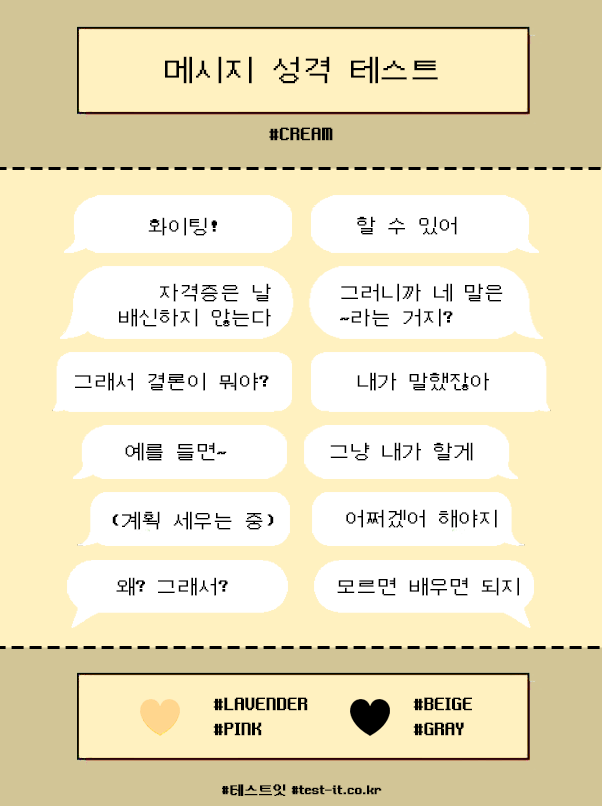 메시지 성격 테스트
#CREAM
화이팅!
할 수 있어
자격증은 날
배신하지 않는다
그러니까 네 말은
~라는 거지?
그래서 결론이 뭐야?
내가 말했잖아
예를 들면~
그냥 내가 할게
(계획 세우는 중)
어쩌겠어 해야지
왜? 그래서?
모르면 배우면 되지
#LAVENDER
#PINK
#BEIGE
#GRAY
#테스트잇 #test-it.co.kr